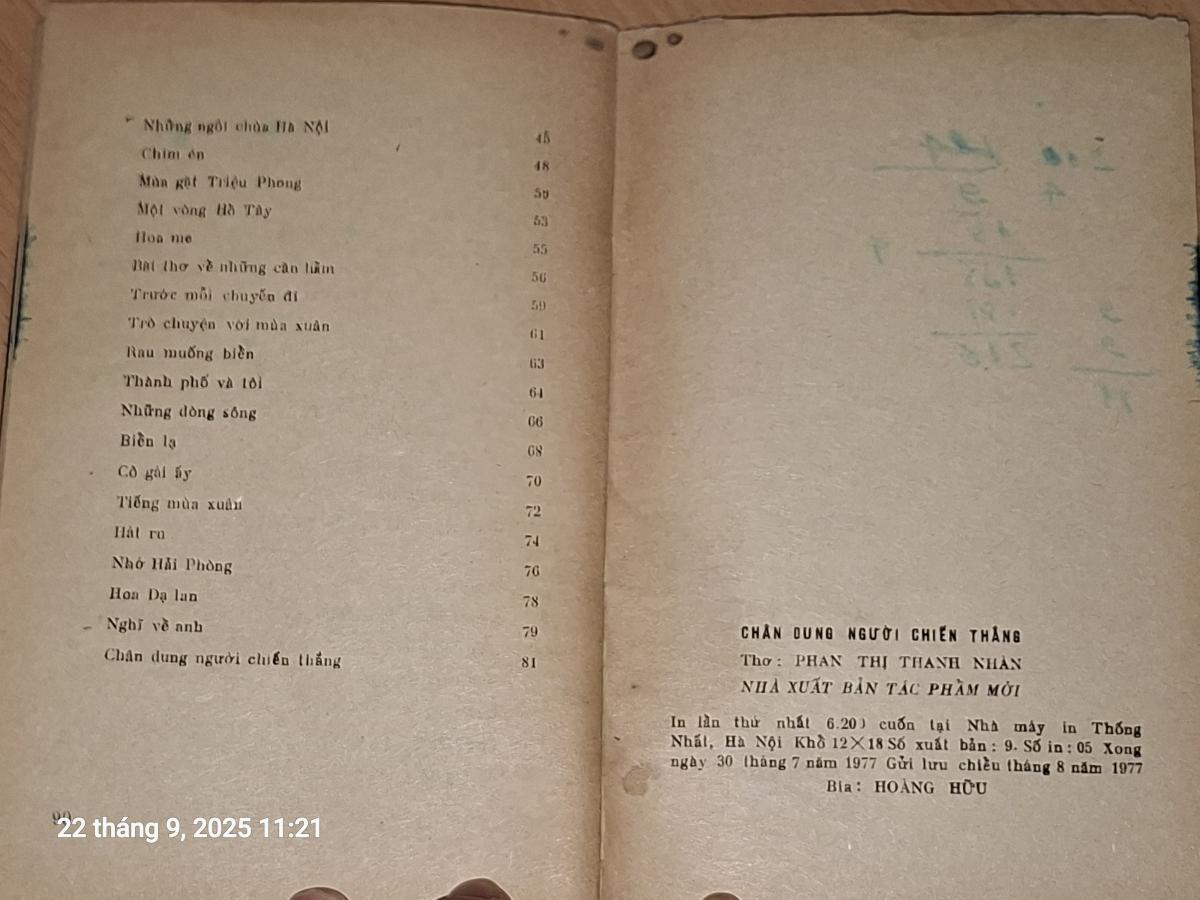 Những ngôi chùa Hà Nội 45
Chim én 48
Mùa gặt Triệu Phong 50
Một vòng Hồ Tây 53
Hoa me 55
Bài thơ về những căn hầm 56
Trước mỗi chuyến đi 59
Trò chuyện với mùa xuân 61
Rau muống biển 63
Thành phố và tôi 64
Những dòng sông 66
Biển lạ 68
Cô gái ấy 70
Tiếng mùa xuân 72
Hát ru 74
Nhớ Hải Phòng 76
Hoa Dạ lan 78
Nghĩ về anh 79
Chân dung người chiến thắng 81
22 tháng 9, 2025 11:21
CHÂN DUNG NGƯỜI CHIẾN THẮNG
Thơ: PHAN THỊ THANH NHÀN
NHÀ XUẤT BẢN TÁC PHẨM MỚI
In lần thứ nhất 6.200 cuốn tại Nhà máy in Thống
Nhất, Hà Nội Khổ 12×18 Số xuất bản: 9. Số in: 05 Xong
ngày 30 tháng 7 năm 1977 Gửi lưu chiều tháng 8 năm 1977
Bìa: HOÀNG HỮU